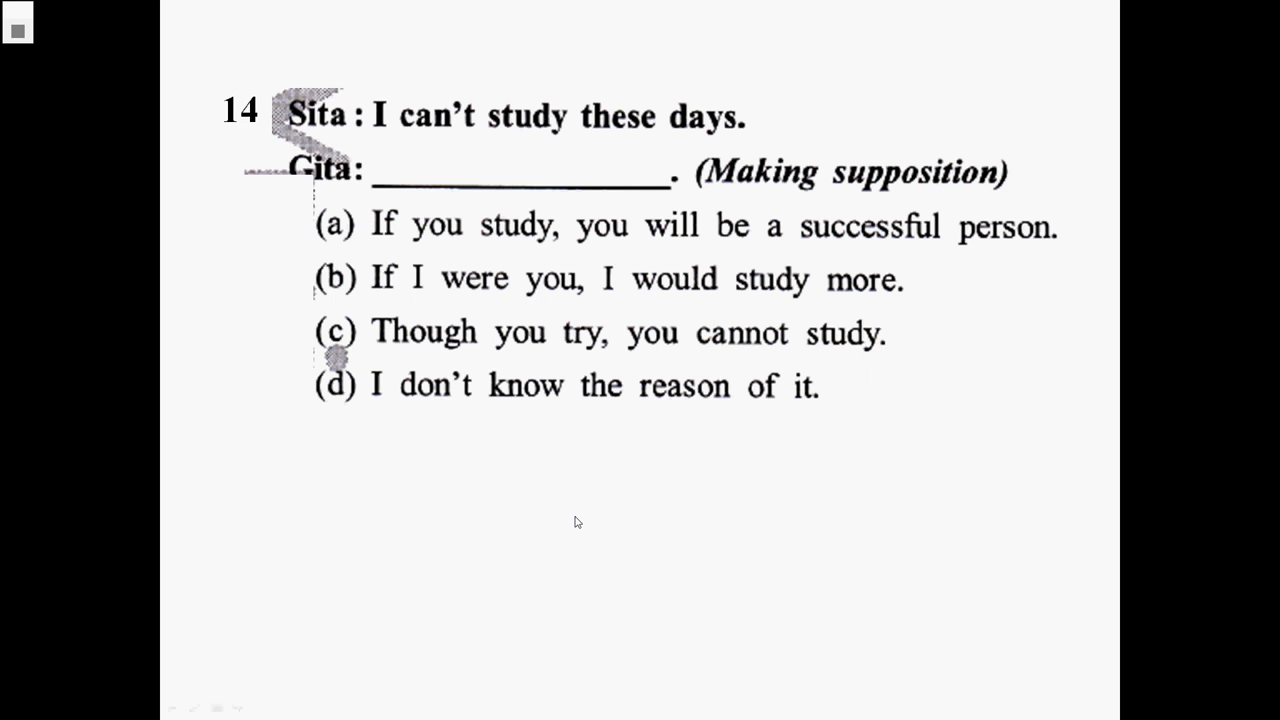 14 Sita : I can't study these days.
Gita: ____________________. (Making supposition)
(a) If you study, you will be a successful person.
(b) If I were you, I would study more.
(c) Though you try, you cannot study.
(d) I don't know the reason of it.